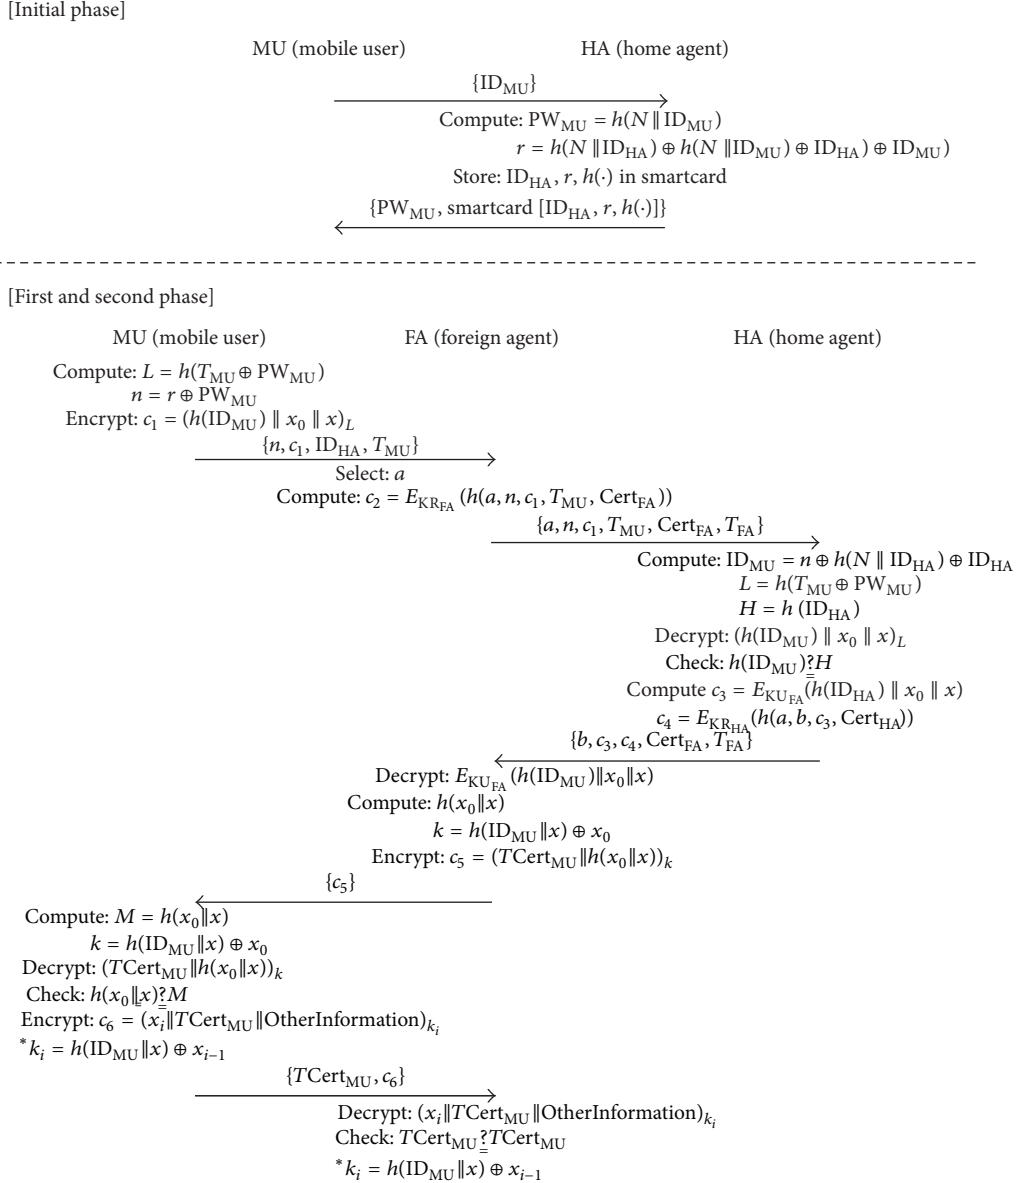 [Initial phase]
MU (mobile user) HA (home agent)
{ID_MU}
Compute: PW_MU = h(N ‖ ID_MU)
r = h(N ‖ID_HA) ⊕ h(N ‖ID_MU) ⊕ ID_HA) ⊕ ID_MU)
Store: ID_HA, r, h(·) in smartcard
{PW_MU, smartcard [ID_HA, r, h(·)]}
[First and second phase]
MU (mobile user) FA (foreign agent) HA (home agent)
Compute: L = h(T_MU ⊕ PW_MU)
n = r ⊕ PW_MU
Encrypt: c_1 = (h(ID_MU) ‖ x_0 ‖ x)_L
{n, c_1, ID_HA, T_MU}
Select: a
Compute: c_2 = E_KR_FA (h(a, n, c_1, T_MU, Cert_FA))
{a, n, c_1, T_MU, Cert_FA, T_FA}
Compute: ID_MU = n ⊕ h(N ‖ ID_HA) ⊕ ID_HA
L = h(T_MU ⊕ PW_MU)
H = h (ID_HA)
Decrypt: (h(ID_MU) ‖ x_0 ‖ x)_L
Check: h(ID_MU)?=H
Compute c_3 = E_KU_FA(h(ID_HA) ‖ x_0 ‖ x)
c_4 = E_KR_HA(h(a, b, c_3, Cert_HA))
{b, c_3, c_4, Cert_FA, T_FA}
Decrypt: E_KU_FA (h(ID_MU)‖x_0‖x)
Compute: h(x_0‖x)
k = h(ID_MU‖x) ⊕ x_0
Encrypt: c_5 = (TCert_MU‖h(x_0‖x))_k
{c_5}
Compute: M = h(x_0‖x)
k = h(ID_MU‖x) ⊕ x_0
Decrypt: (TCert_MU‖h(x_0‖x))_k
Check: h(x_0‖x)?=M
Encrypt: c_6 = (x_i‖TCert_MU‖OtherInformation)_k_i
*k_i = h(ID_MU‖x) ⊕ x_i−1
{TCert_MU, c_6}
Decrypt: (x_i‖TCert_MU‖OtherInformation)_k_i
Check: TCert_MU?=TCert_MU
*k_i = h(ID_MU‖x) ⊕ x_i−1